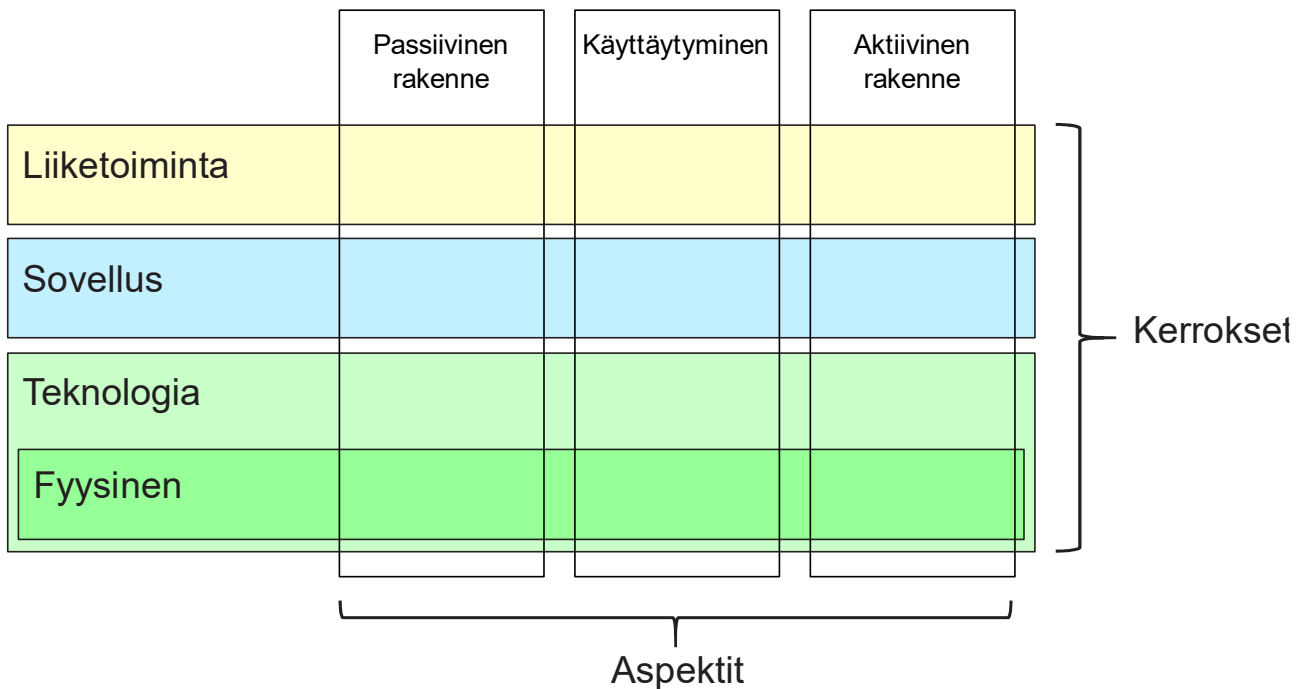 Passiivinen
rakenne
Käyttäytyminen
Aktiivinen
rakenne
Liiketoiminta
Sovellus
Kerrokset
Teknologia
Fyysinen
Aspektit